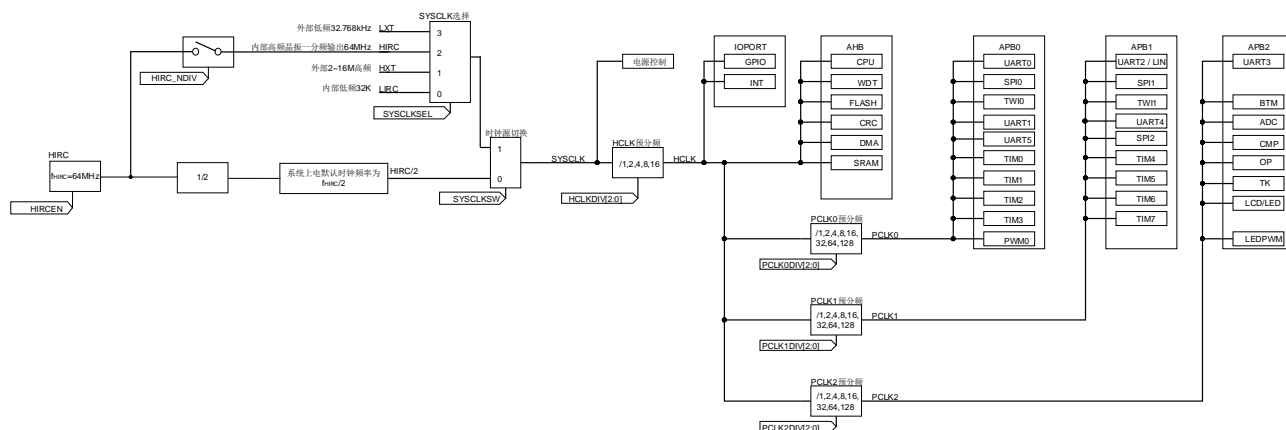 SYSCLK选择
外部低频32.768kHz LXT
3
内部高频晶振一分频输出64MHz HIRC
2
外部2~16M高频 HXT
1
内部低频32K LIRC
0
HIRC_NDIV
SYSCLKSEL
HIRC
fHIRC=64MHz
HIRCEN
1/2
系统上电默认时钟频率为
fHIRC/2
HIRC/2
时钟源切换
1
0
SYSCLKSW
SYSCLK
电源控制
HCLK预分频
/1,2,4,8,16
HCLK
HCLKDIV[2:0]
IOPORT
GPIO
INT
AHB
CPU
WDT
FLASH
CRC
DMA
SRAM
PCLK0预分频
/1,2,4,8,16,
32,64,128
PCLK0
PCLK0DIV[2:0]
PCLK1预分频
/1,2,4,8,16,
32,64,128
PCLK1
PCLK1DIV[2:0]
PCLK2预分频
/1,2,4,8,16,
32,64,128
PCLK2
PCLK2DIV[2:0]
APB0
UART0
SPI0
TWI0
UART1
UART5
TIM0
TIM1
TIM2
TIM3
PWM0
APB1
UART2 / LIN
SPI1
TWI1
UART4
SPI2
TIM4
TIM5
TIM6
TIM7
APB2
UART3
BTM
ADC
CMP
OP
TK
LCD/LED
LEDPWM